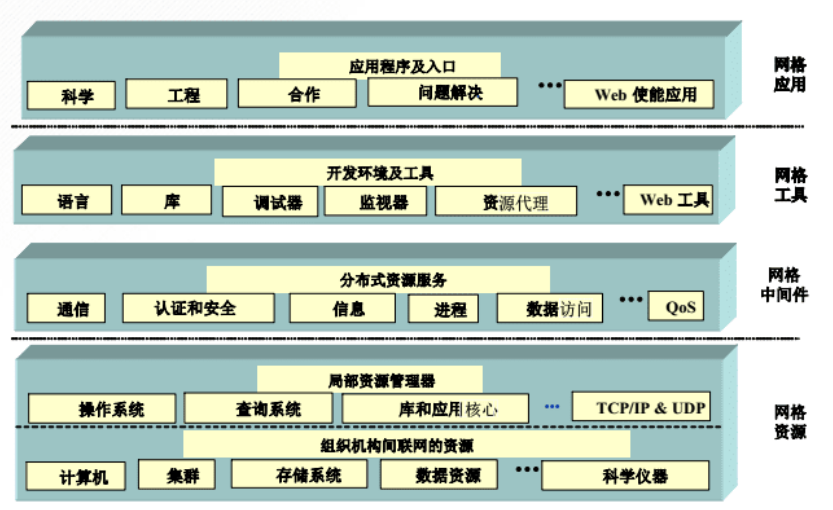 应用程序及入口
科学 工程 合作 问题解决 ••• Web 使能应用
网格
应用
开发环境及工具
语言 库 调试器 监视器 资源代理 ••• Web 工具
网格
工具
分布式资源服务
通信 认证和安全 信息 进程 数据访问 ••• QoS
网格
中间件
局部资源管理器
操作系统 查询系统 库和应用核心 ... TCP/IP & UDP
组织机构间联网的资源
计算机 集群 存储系统 数据资源 ••• 科学仪器
网格
资源